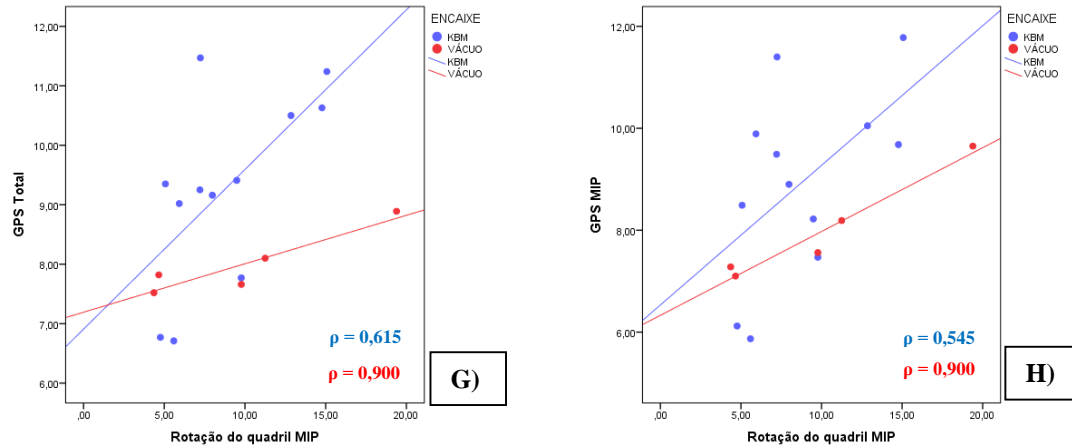 ENCAIXE
KBM
VÁCUO
KBM
VÁCUO
12,00
11,00
10,00
9,00
8,00
7,00
6,00
GPS Total
,00 5,00 10,00 15,00 20,00
Rotação do quadril MIP
ρ = 0,615
ρ = 0,900
G)
ENCAIXE
KBM
VÁCUO
KBM
VÁCUO
12,00
10,00
8,00
6,00
GPS MIP
,00 5,00 10,00 15,00 20,00
Rotação do quadril MIP
ρ = 0,545
ρ = 0,900
H)